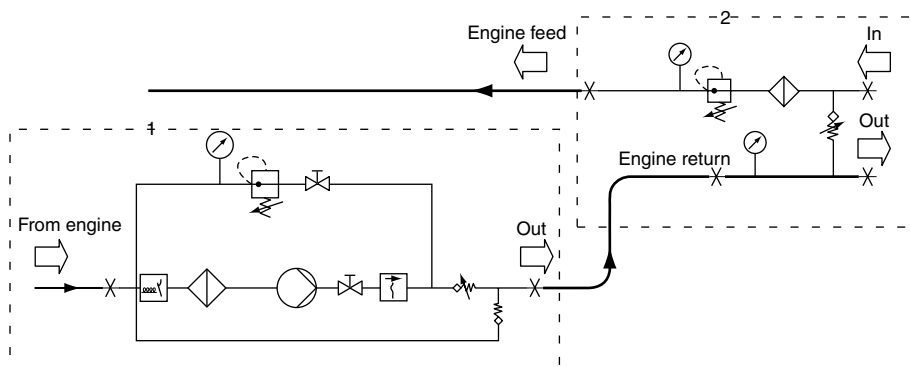 2
Engine feed
In
Out
1
Engine return
From engine
Out